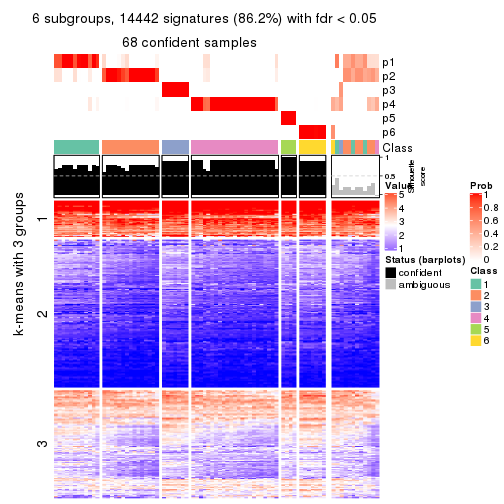 6 subgroups, 14442 signatures (86.2%) with fdr < 0.05
68 confident samples
p1
p2
p3
p4
p5
p6
Class
1
0.5
0
Silhouette
score
k-means with 3 groups
1
2
3
Value
5
4
3
2
1
Status (barplots)
confident
ambiguous
Prob
1
0.8
0.6
0.4
0.2
0
Class
1
2
3
4
5
6